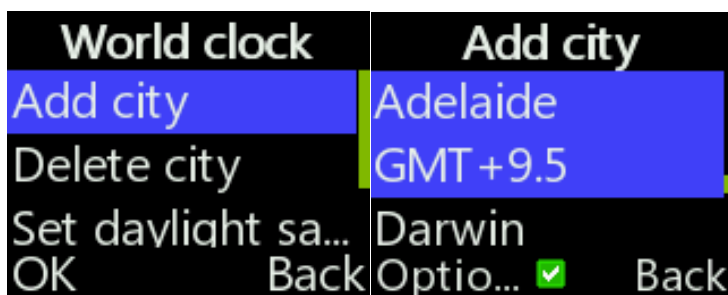 World clock
Add city
Delete city
Set daylight sa...
OK Back
Add city
Adelaide
GMT+9.5
Darwin
Optio... Back